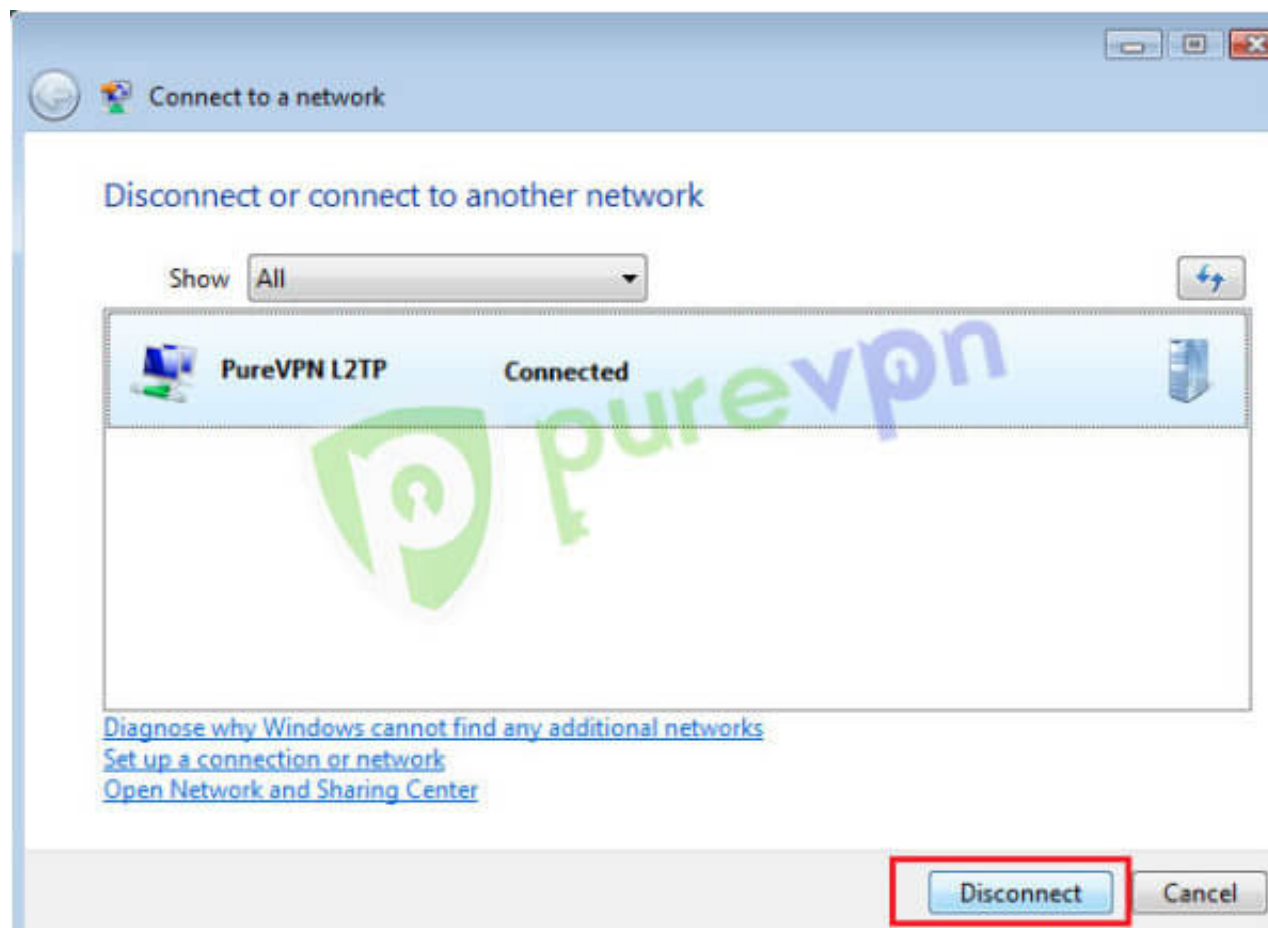 Connect to a network
Disconnect or connect to another network
Show All
PureVPN L2TP Connected
purevpn
Diagnose why Windows cannot find any additional networks
Set up a connection or network
Open Network and Sharing Center
Disconnect Cancel